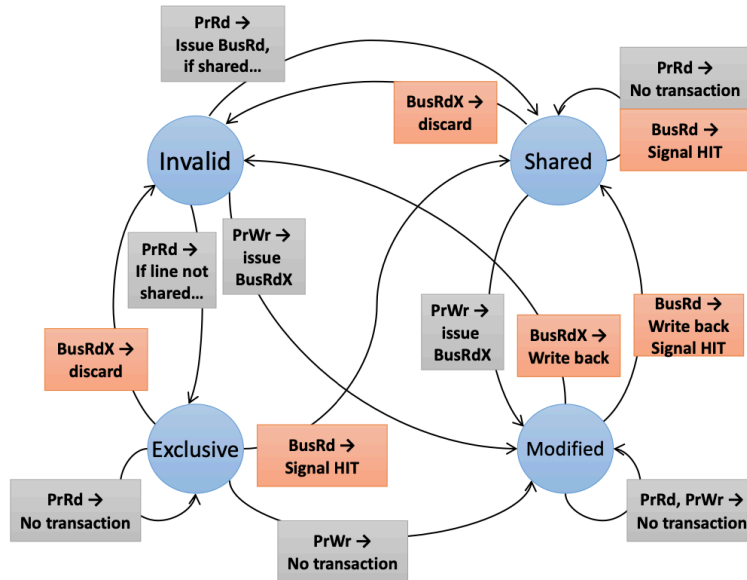 PrRd →
Issue BusRd,
if shared…
PrRd →
No transaction
BusRdX →
discard
BusRd →
Signal HIT
Invalid
Shared
PrRd →
If line not
shared…
PrWr →
issue
BusRdX
PrWr →
issue
BusRdX
BusRd →
Write back
Signal HIT
BusRdX →
discard
BusRdX →
Write back
Exclusive
BusRd →
Signal HIT
Modified
PrRd →
No transaction
PrRd, PrWr →
No transaction
PrWr →
No transaction